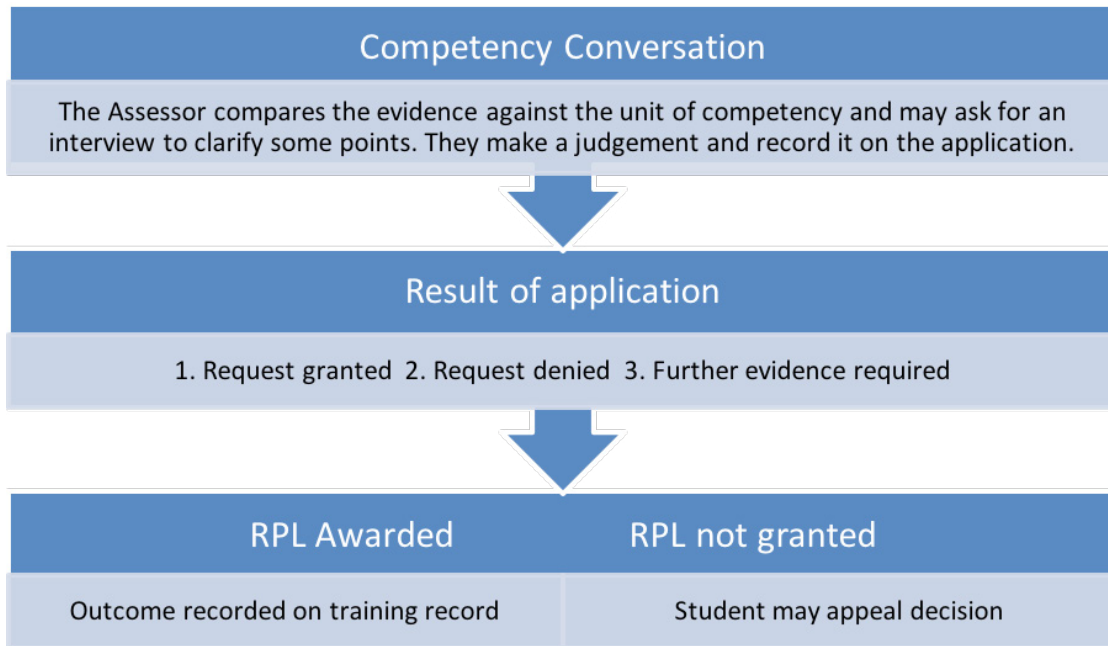 Competency Conversation
The Assessor compares the evidence against the unit of competency and may ask for an
interview to clarify some points. They make a judgement and record it on the application.
Result of application
1. Request granted 2. Request denied 3. Further evidence required
RPL Awarded RPL not granted
Outcome recorded on training record Student may appeal decision